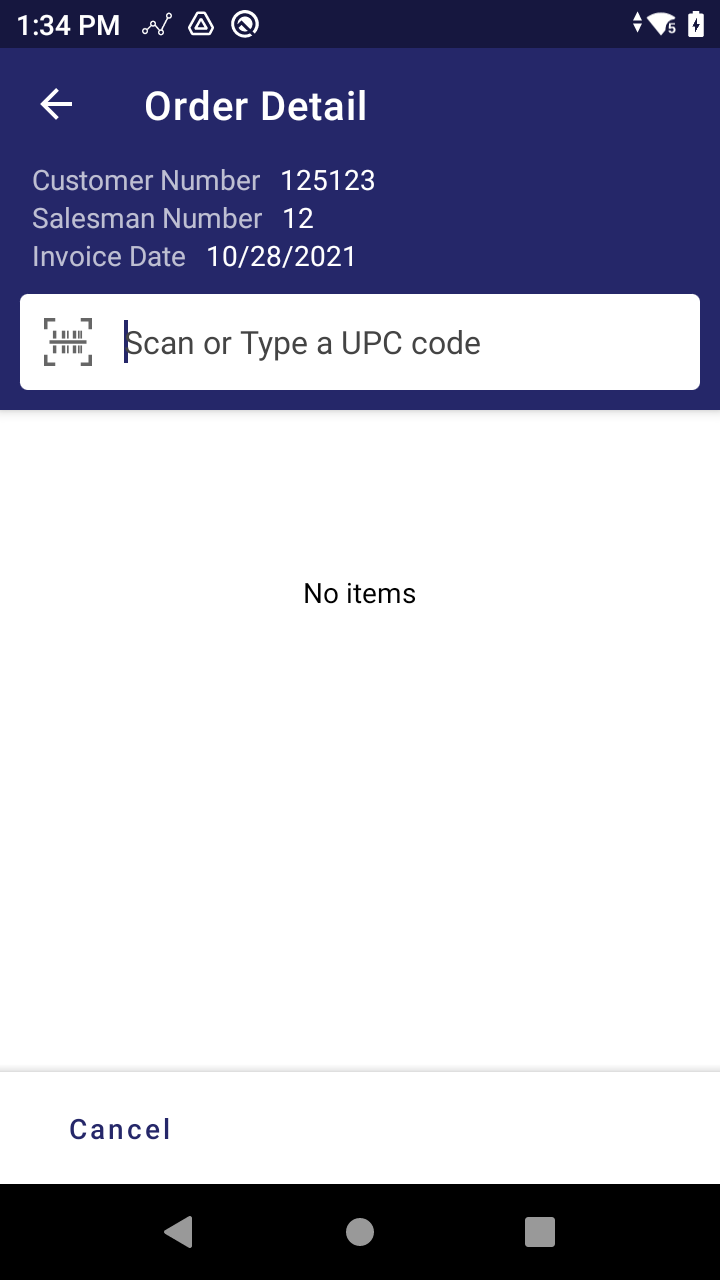 1:34 PM 5
Order Detail
Customer Number 125123
Salesman Number 12
Invoice Date 10/28/2021
Scan or Type a UPC code
No items
Cancel